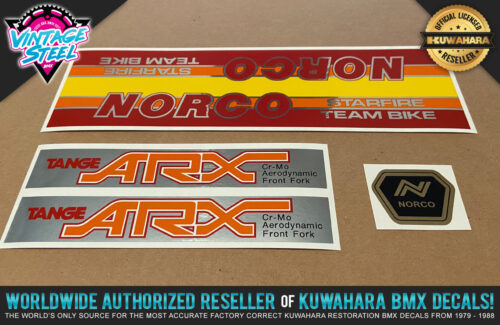 VINTAGE
STEEL
BMX
OFFICIAL LICENSED
KUWAHARA
RESELLER
NORCO
STARFIRE
TEAM BIKE
NORCO
STARFIRE
TEAM BIKE
TANGE ARX
Cr-Mo
Aerodynamic
Front Fork
TANGE ARX
Cr-Mo
Aerodynamic
Front Fork
N
NORCO
WORLDWIDE AUTHORIZED RESELLER OF KUWAHARA BMX DECALS!
THE WORLD'S ONLY SOURCE FOR THE MOST ACCURATE FACTORY CORRECT KUWAHARA RESTORATION BMX DECALS FROM 1979 - 1988